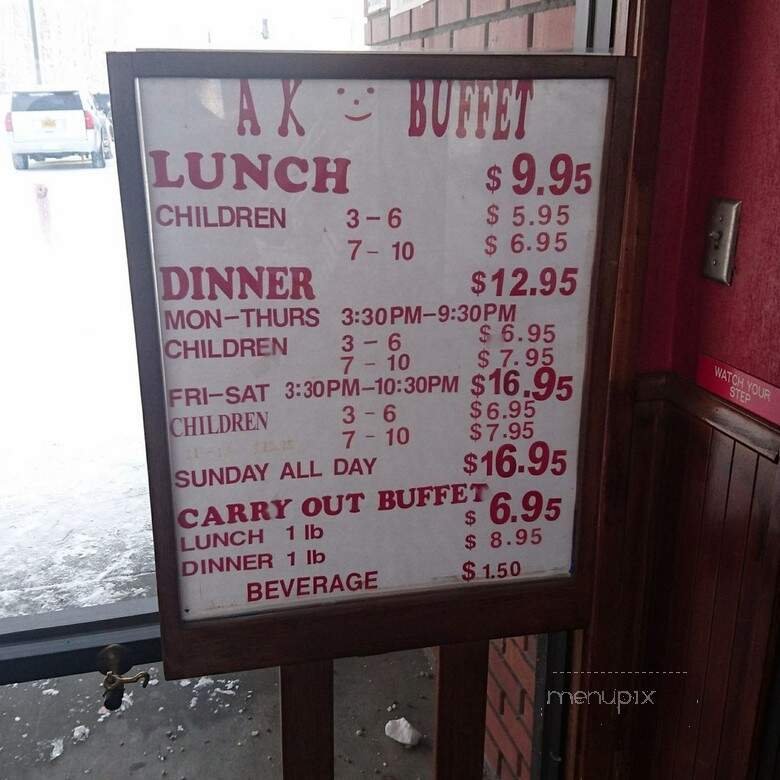 AK BUFFET
LUNCH $9.95
CHILDREN 3-6 $5.95
7-10 $6.95
DINNER $12.95
MON-THURS 3:30PM-9:30PM
CHILDREN 3-6 $6.95
7-10 $7.95
FRI-SAT 3:30PM-10:30PM $16.95
CHILDREN 3-6 $6.95
7-10 $7.95
SUNDAY ALL DAY $16.95
CARRY OUT BUFFET
LUNCH 1 lb $6.95
DINNER 1 lb $8.95
BEVERAGE $1.50
WATCH YOUR
STEP
menupix